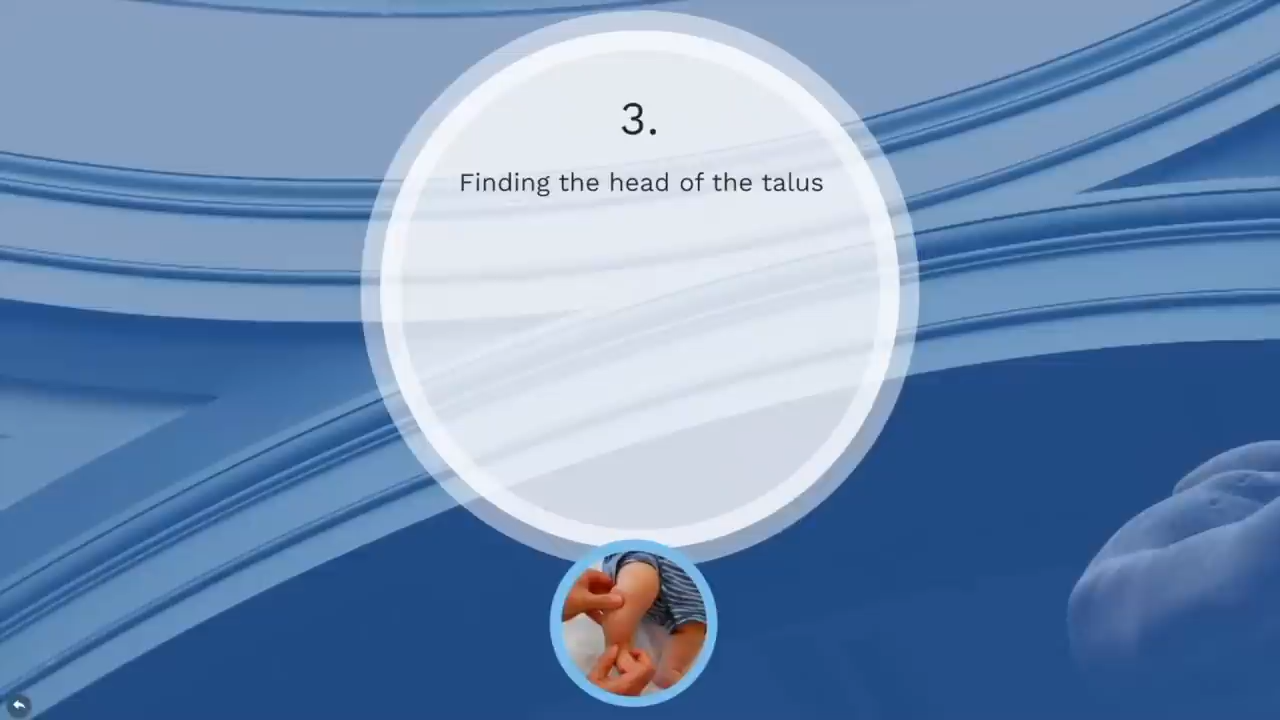 3.
Finding the head of the talus